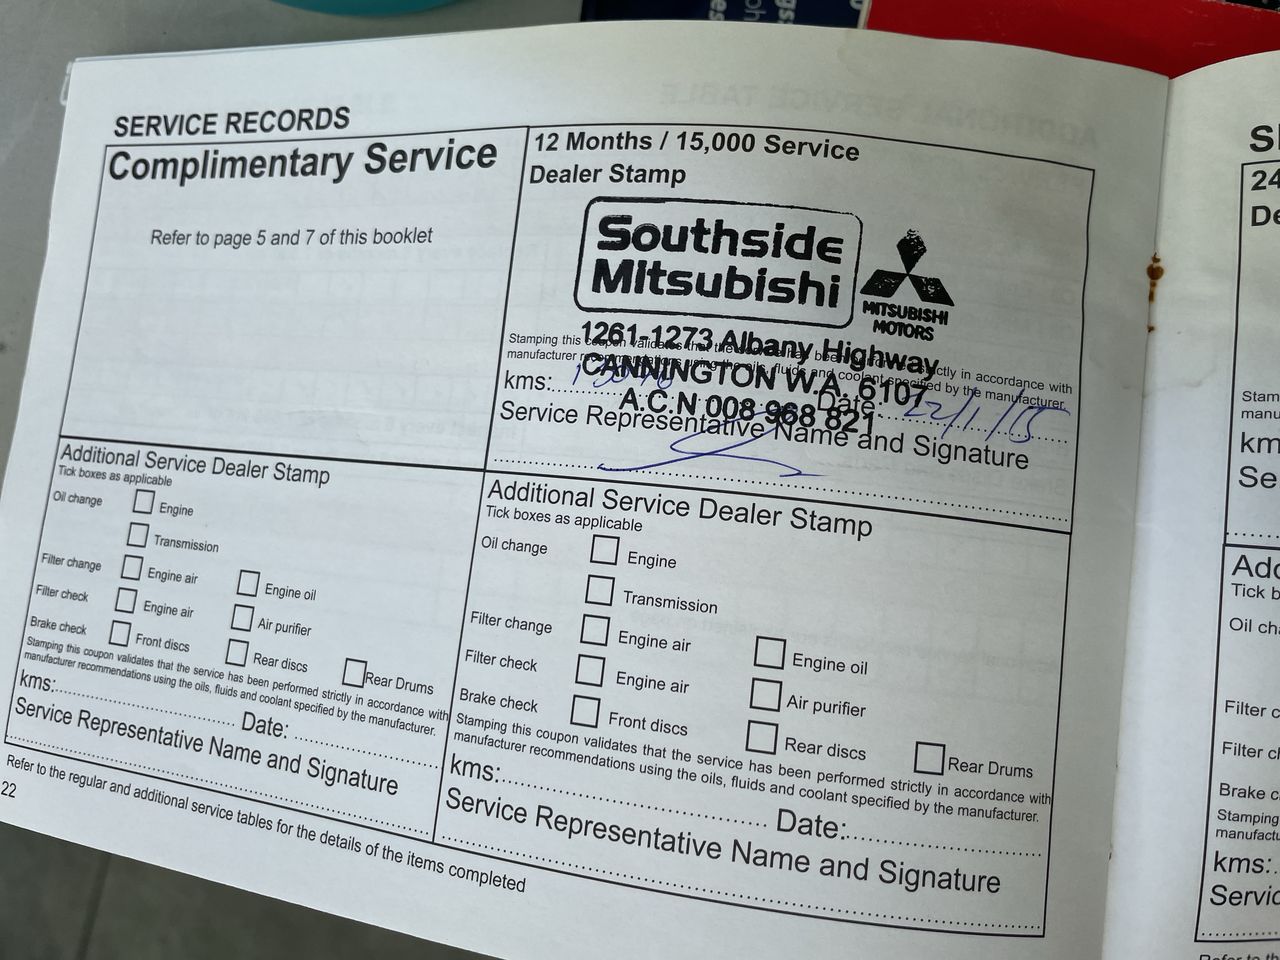 SERVICE RECORDS
Complimentary Service
Refer to page 5 and 7 of this booklet
12 Months / 15,000 Service
Dealer Stamp
Southside
Mitsubishi
MITSUBISHI
MOTORS
1261-1273 Albany Highway
CANNINGTON W.A. 6107
A.C.N 008 968 821
Stamping this coupon validates that the service has been performed strictly in accordance with
manufacturer recommendations using the oils, fluids and coolant specified by the manufacturer.
kms: Date: 22/1/15
Service Representative Name and Signature
Additional Service Dealer Stamp
Tick boxes as applicable
Oil change Engine
Transmission
Filter change Engine air Engine oil
Filter check Engine air Air purifier
Brake check Front discs Rear discs Rear Drums
Stamping this coupon validates that the service has been performed strictly in accordance with
manufacturer recommendations using the oils, fluids and coolant specified by the manufacturer.
kms: Date:
Service Representative Name and Signature
Additional Service Dealer Stamp
Tick boxes as applicable
Oil change Engine
Transmission
Filter change Engine air Engine oil
Filter check Engine air Air purifier
Brake check Front discs Rear discs Rear Drums
Stamping this coupon validates that the service has been performed strictly in accordance with
manufacturer recommendations using the oils, fluids and coolant specified by the manufacturer.
kms: Date:
Service Representative Name and Signature
Refer to the regular and additional service tables for the details of the items completed
22
24
Tick b
Filter c
Brake c
Stamping
kms: